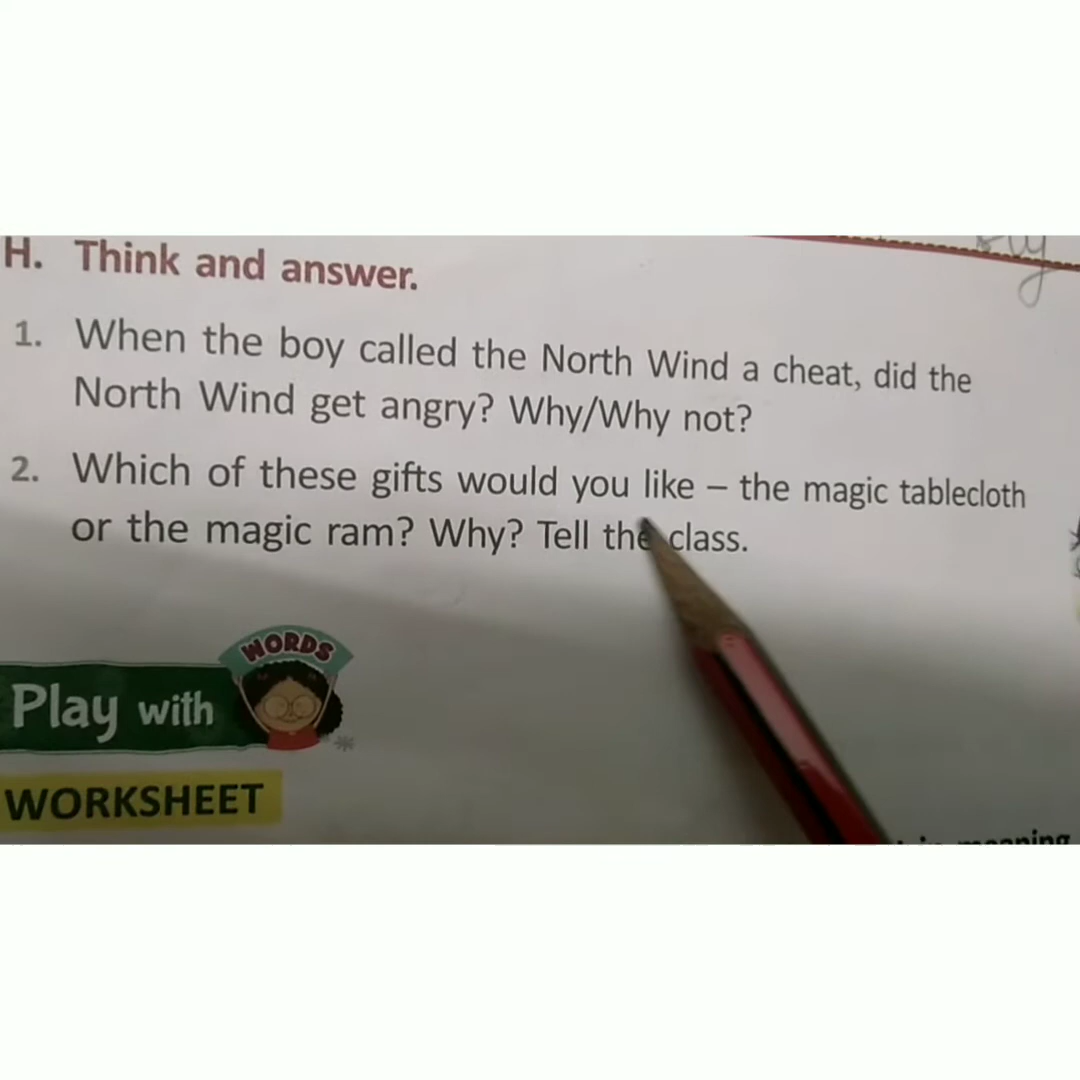 H. Think and answer.
1. When the boy called the North Wind a cheat, did the
North Wind get angry? Why/Why not?
2. Which of these gifts would you like – the magic tablecloth
or the magic ram? Why? Tell the class.
WORDS
Play with
WORKSHEET
meaning